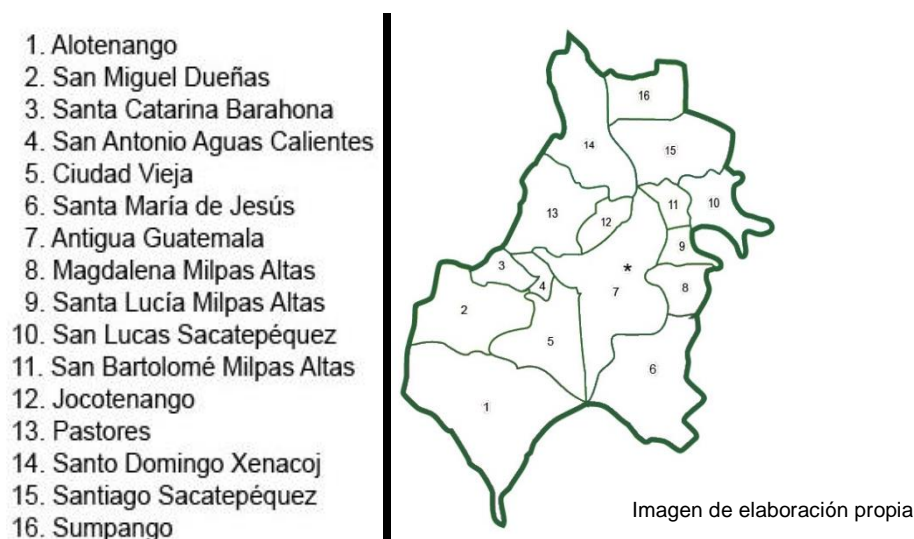 1. Alotenango
2. San Miguel Dueñas
3. Santa Catarina Barahona
4. San Antonio Aguas Calientes
5. Ciudad Vieja
6. Santa María de Jesús
7. Antigua Guatemala
8. Magdalena Milpas Altas
9. Santa Lucía Milpas Altas
10. San Lucas Sacatepéquez
11. San Bartolomé Milpas Altas
12. Jocotenango
13. Pastores
14. Santo Domingo Xenacoj
15. Santiago Sacatepéquez
16. Sumpango
16
14
15
11
10
13
12
9
3
*
4
8
7
2
5
6
1
Imagen de elaboración propia